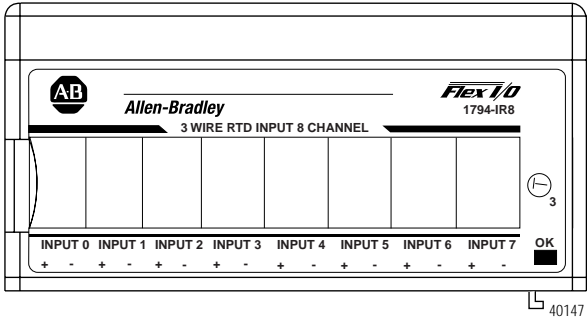 AB
Flex I/O
Allen-Bradley
1794-IR8
3 WIRE RTD INPUT 8 CHANNEL
3
INPUT 0 INPUT 1 INPUT 2 INPUT 3 INPUT 4 INPUT 5 INPUT 6 INPUT 7 OK
+ - + - + - + - + - + - + - + -
40147